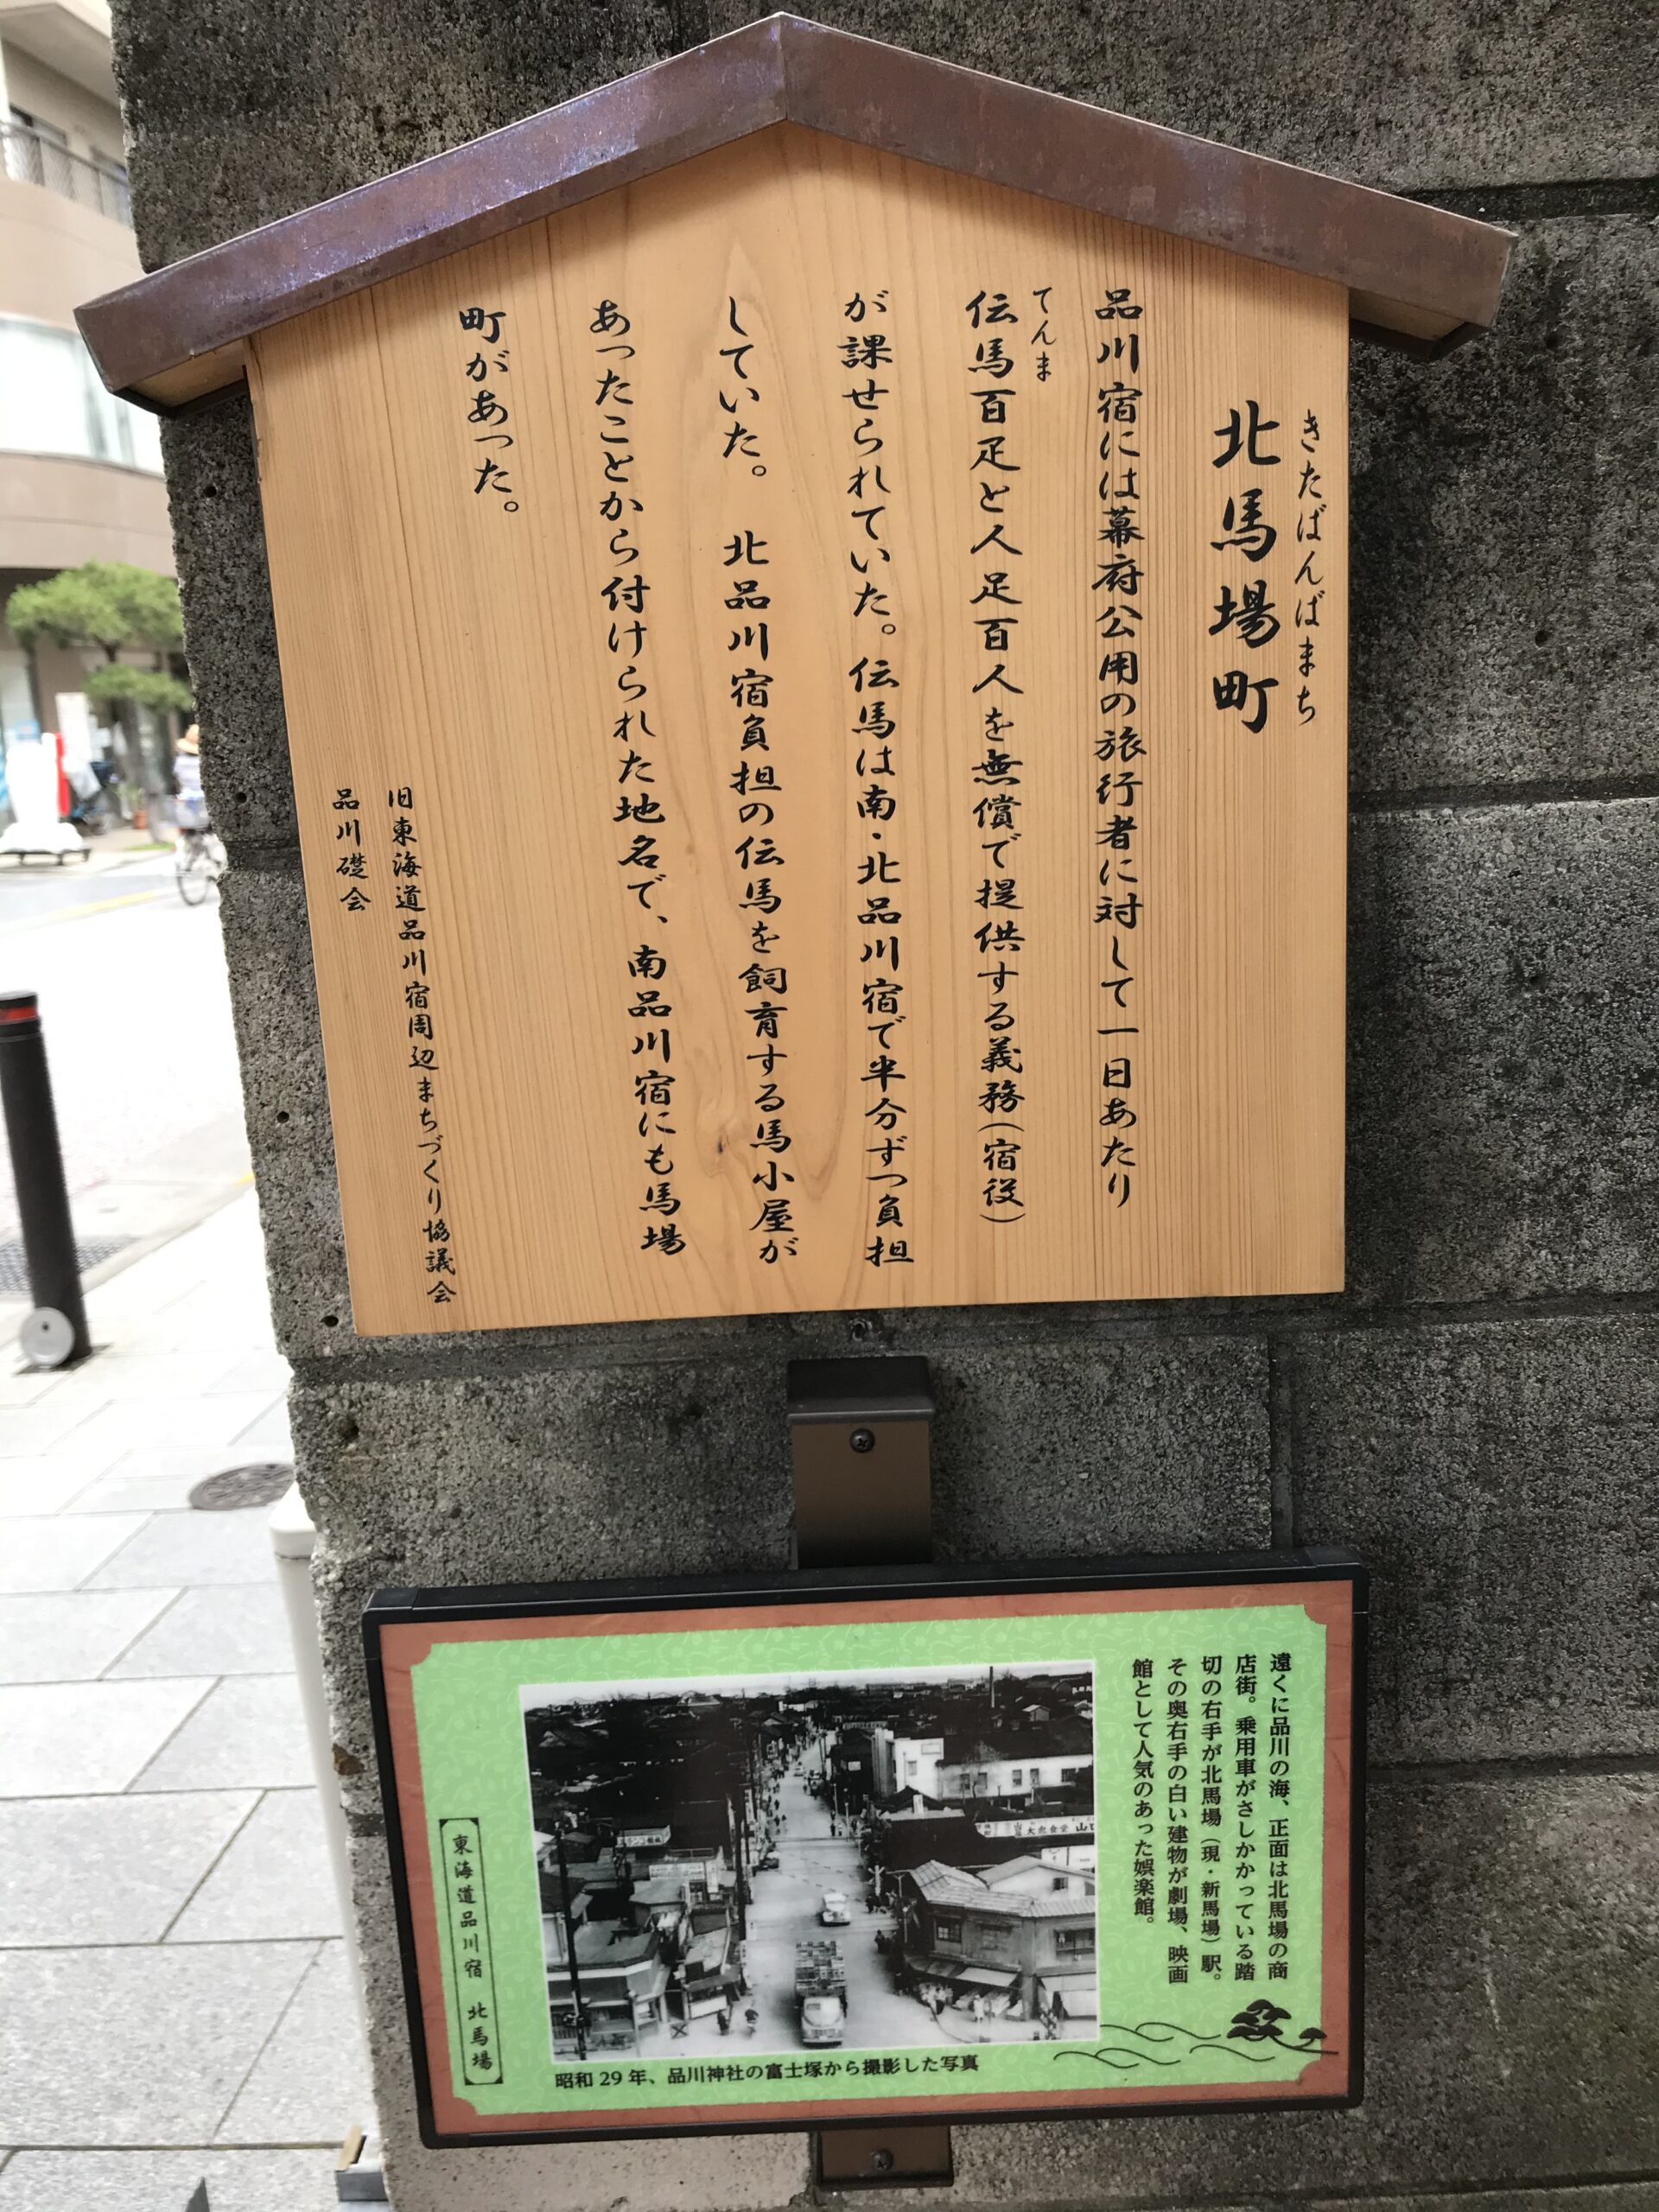 きたばんばまち
北馬場町
品川宿には幕府公用の旅行者に対して一日あたり
てんま
伝馬百疋と人足百人を無償で提供する義務(宿役)
が課せられていた。伝馬は南・北品川宿で半分ずつ負担
していた。 北品川宿負担の伝馬を飼育する馬小屋が
あったことから付けられた地名で、南品川宿にも馬場
町があった。
旧東海道品川宿周辺まちづくり協議会
品川礎会
遠くに品川の海、正面は北馬場の商
店街。乗用車がさしかかっている踏
切の右手が北馬場(現・新馬場)駅。
その奥右手の白い建物が劇場、映画
館として人気のあった娯楽館。
大衆食堂 山口
東海道品川宿 北馬場
昭和29年、品川神社の富士塚から撮影した写真